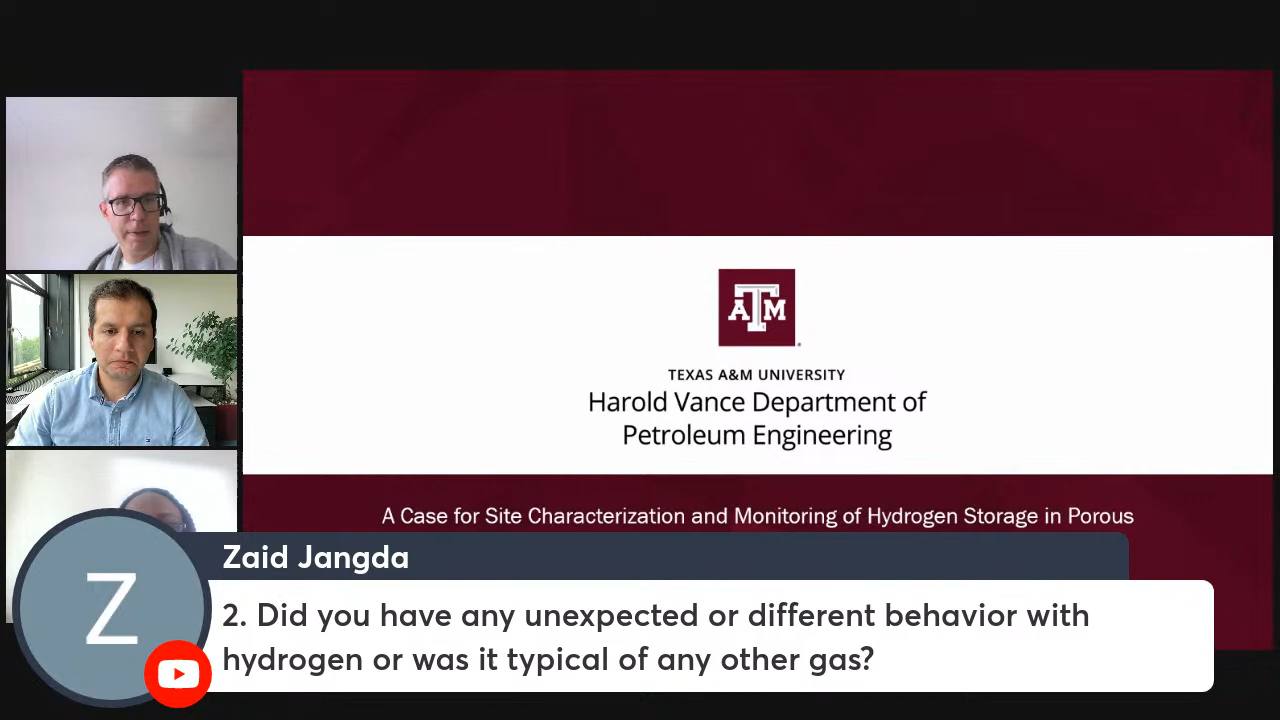 ATM
TEXAS A&M UNIVERSITY
Harold Vance Department of
Petroleum Engineering
A Case for Site Characterization and Monitoring of Hydrogen Storage in Porous
Z
Zaid Jangda
2. Did you have any unexpected or different behavior with
hydrogen or was it typical of any other gas?